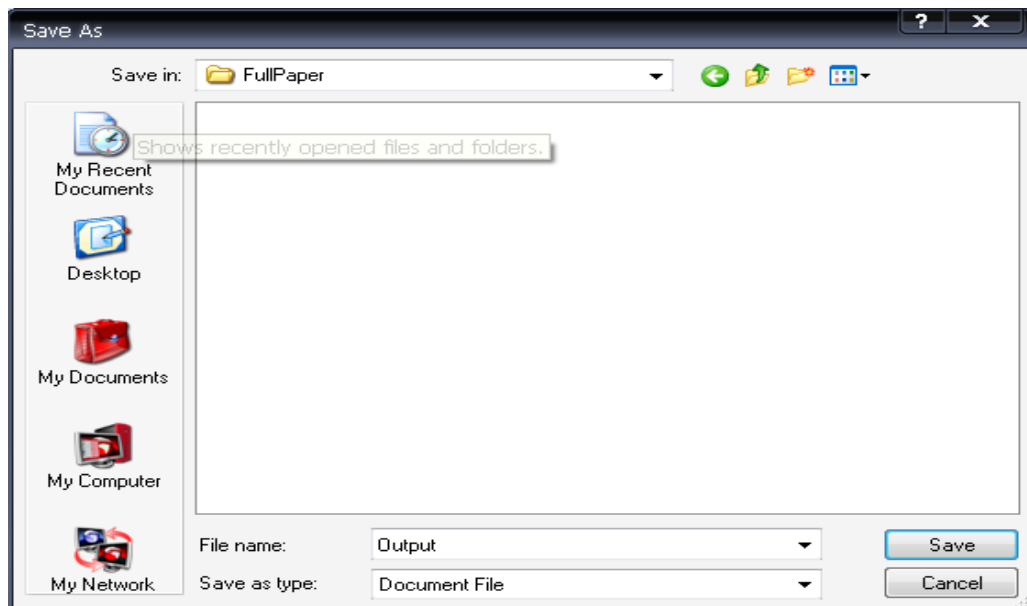 Save As
?
X
Save in:
FullPaper
Shows recently opened files and folders.
My Recent
Documents
Desktop
My Documents
My Computer
My Network
File name:
Output
Save
Save as type:
Document File
Cancel